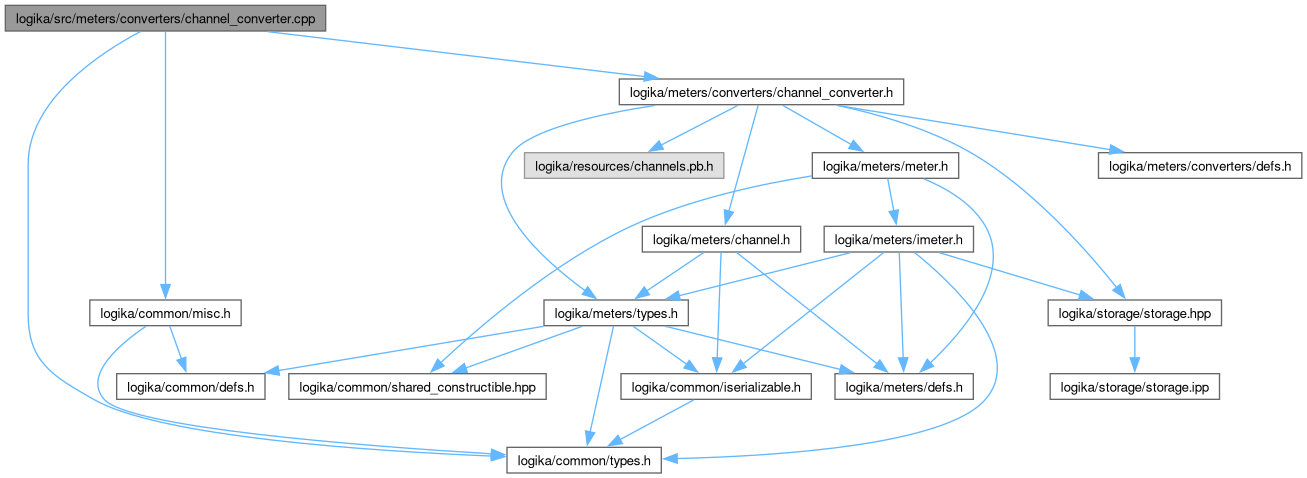 logika/src/meters/converters/channel_converter.cpp
logika/meters/converters/channel_converter.h
logika/resources/channels.pb.h
logika/meters/meter.h
logika/meters/converters/defs.h
logika/meters/channel.h
logika/meters/imeter.h
logika/common/misc.h
logika/meters/types.h
logika/storage/storage.hpp
logika/common/defs.h
logika/common/shared_constructible.hpp
logika/common/iserializable.h
logika/meters/defs.h
logika/storage/storage.ipp
logika/common/types.h